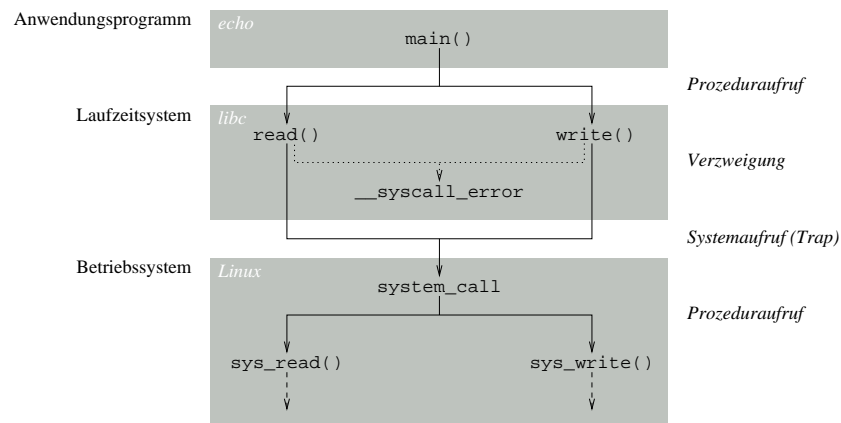 Anwendungsprogramm
echo
main()
Prozeduraufruf
Laufzeitsystem
libc
read() write()
Verzweigung
__syscall_error
Systemaufruf (Trap)
Betriebssystem
Linux
system_call
Prozeduraufruf
sys_read() sys_write()